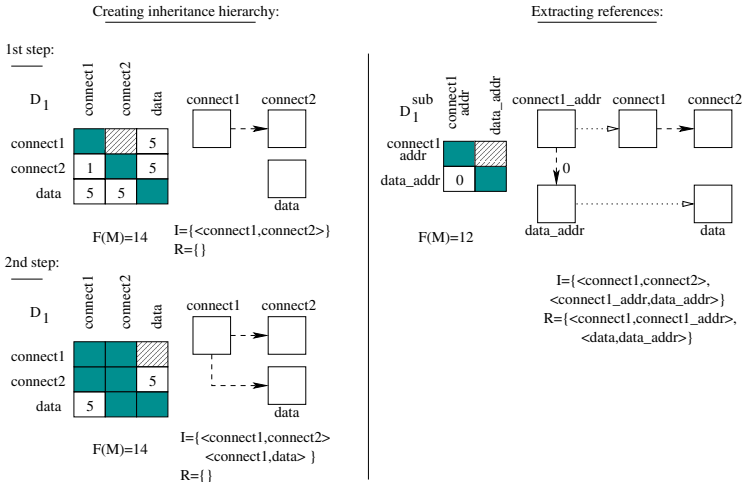 Creating inheritance hierarchy:
1st step:
D1
connect1
connect2
data
connect1 5
connect2 1 5
data 5 5
connect1
connect2
data
F(M)=14
I={<connect1,connect2>}
R={}
2nd step:
D1
connect1
connect2
data
connect1
connect2 5
data 5
connect1
connect2
data
F(M)=14
I={<connect1,connect2>
<connect1,data> }
R={}
Extracting references:
D1 sub
connect1
addr
data_addr
connect1
addr
data_addr 0
F(M)=12
connect1_addr
connect1
connect2
0
data_addr
data
I={<connect1,connect2>,
<connect1_addr,data_addr>}
R={<connect1,connect1_addr>,
<data,data_addr>}